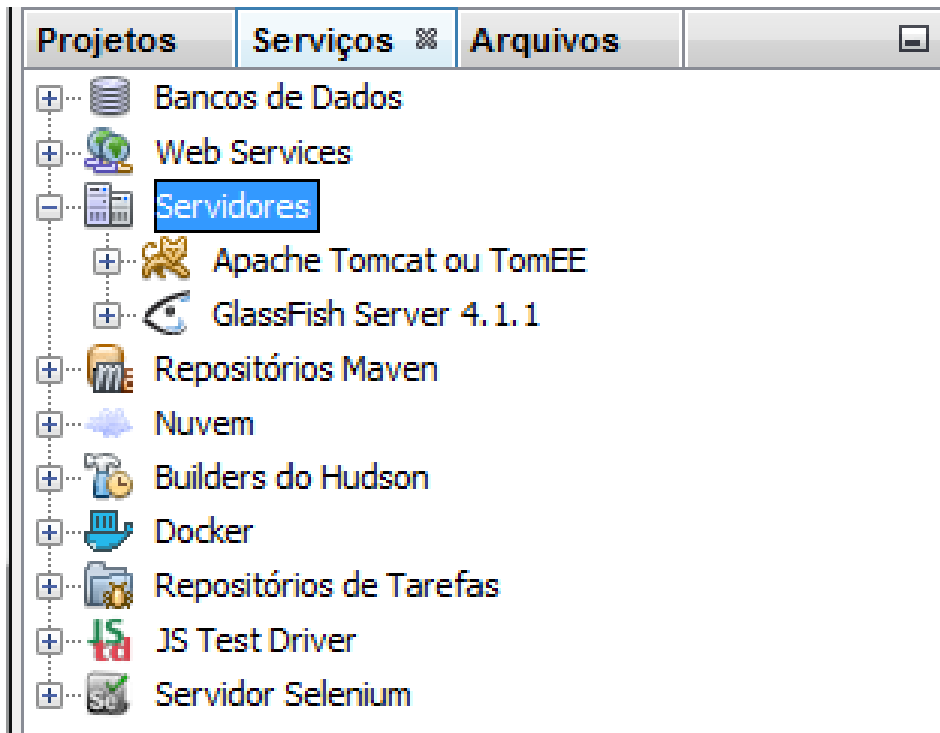 Projetos Serviços Arquivos
Bancos de Dados
Web Services
Servidores
Apache Tomcat ou TomEE
GlassFish Server 4.1.1
Repositórios Maven
Nuvem
Builders do Hudson
Docker
Repositórios de Tarefas
JS Test Driver
Servidor Selenium